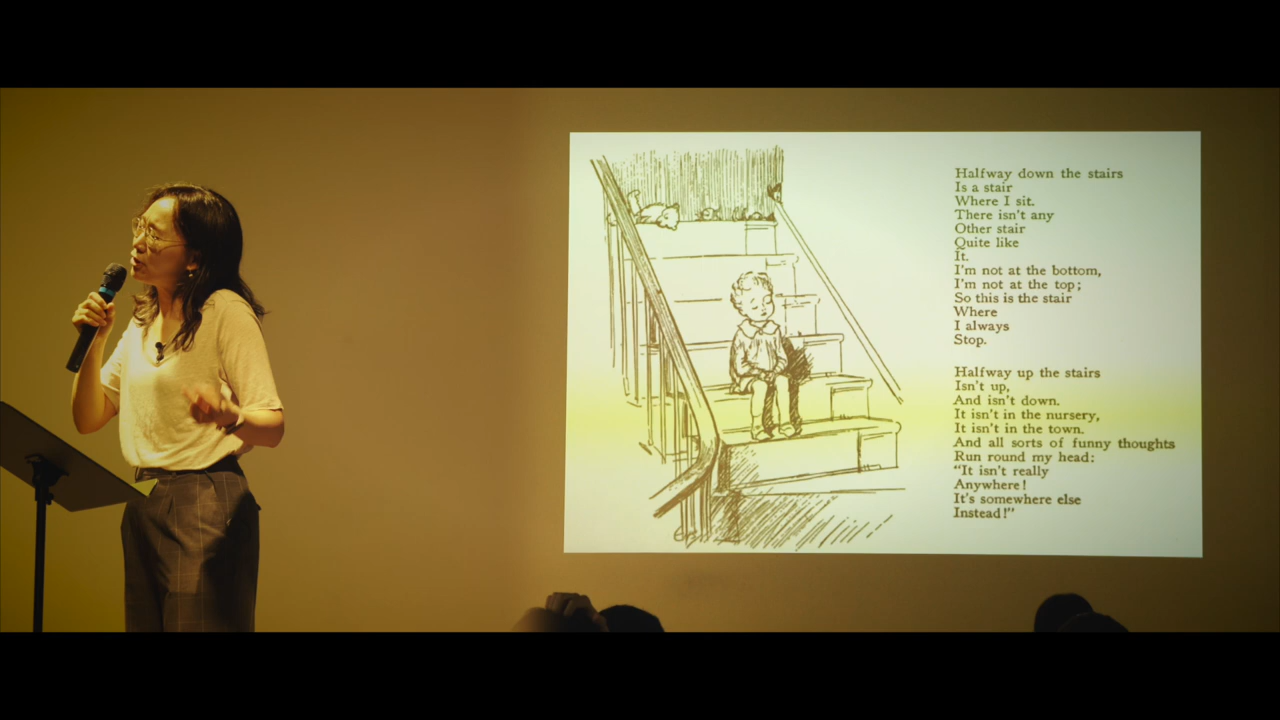 Halfway down the stairs
Is a stair
Where I sit.
There isn't any
Other stair
Quite like
It.
I'm not at the bottom,
I'm not at the top;
So this is the stair
Where
I always
Stop.
Halfway up the stairs
Isn't up,
And isn't down.
It isn't in the nursery,
It isn't in the town.
And all sorts of funny thoughts
Run round my head:
“It isn't really
Anywhere!
It's somewhere else
Instead!”